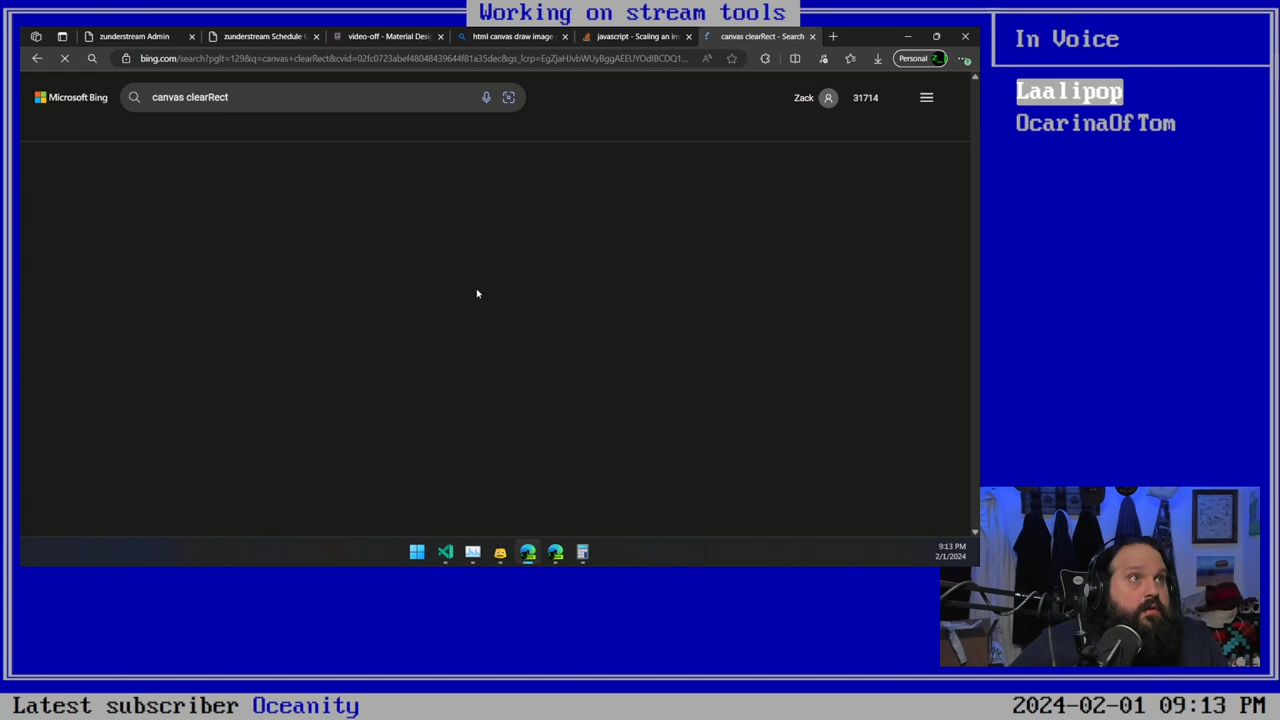 Working on stream tools
zunderstream Admin
zunderstream Schedule
video-off - Material Des
html canvas draw image
javascript - Scaling an im
canvas clearRect - Search
In Voice
Personal
Microsoft Bing
canvas clearRect
Zack
31714
Laalipop
OcarinaOfTom
9:13 PM
2/1/2024
Latest subscriber Oceanity
2024-02-01 09:13 PM